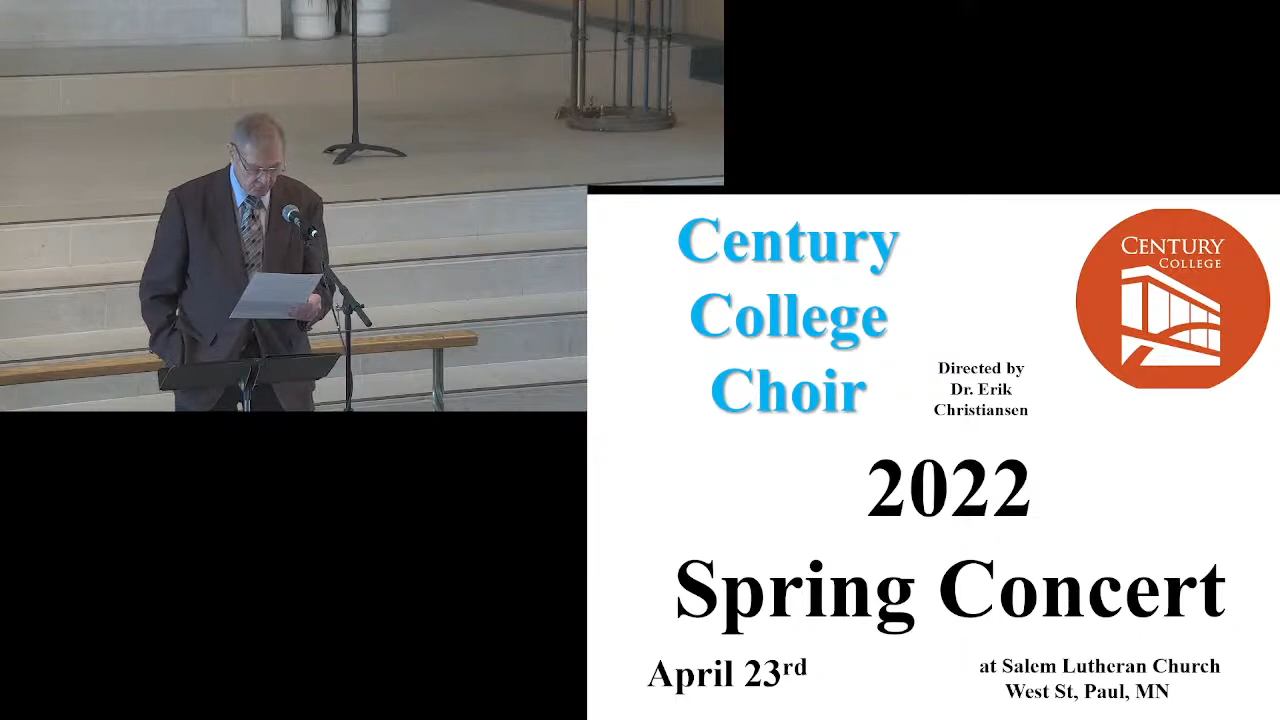 Century
College
Choir
CENTURY
COLLEGE
Directed by
Dr. Erik
Christiansen
2022
Spring Concert
April 23rd
at Salem Lutheran Church
West St, Paul, MN